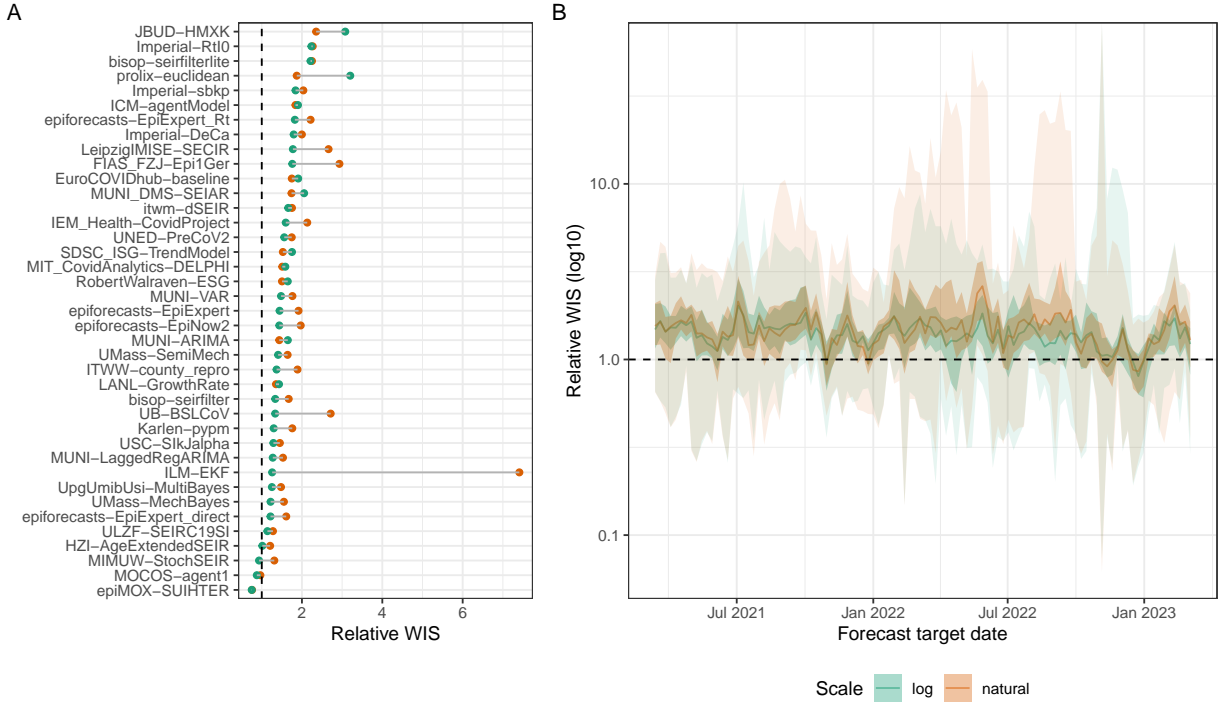 A
JBUD−HMXK
Imperial−RtI0
bisop−seirfilterlite
prolix−euclidean
Imperial−sbkp
ICM−agentModel
epiforecasts−EpiExpert_Rt
Imperial−DeCa
LeipzigIMISE−SECIR
FIAS_FZJ−Epi1Ger
EuroCOVIDhub−baseline
MUNI_DMS−SEIAR
itwm−dSEIR
IEM_Health−CovidProject
UNED−PreCoV2
SDSC_ISG−TrendModel
MIT_CovidAnalytics−DELPHI
RobertWalraven−ESG
MUNI−VAR
epiforecasts−EpiExpert
epiforecasts−EpiNow2
MUNI−ARIMA
UMass−SemiMech
ITWW−county_repro
LANL−GrowthRate
bisop−seirfilter
UB−BSLCoV
Karlen−pypm
USC−SIkJalpha
MUNI−LaggedRegARIMA
ILM−EKF
UpgUmibUsi−MultiBayes
UMass−MechBayes
epiforecasts−EpiExpert_direct
ULZF−SEIRC19SI
HZI−AgeExtendedSEIR
MIMUW−StochSEIR
MOCOS−agent1
epiMOX−SUIHTER
2 4 6
Relative WIS
B
Relative WIS (log10)
10.0
1.0
0.1
Jul 2021 Jan 2022 Jul 2022 Jan 2023
Forecast target date
Scale log natural